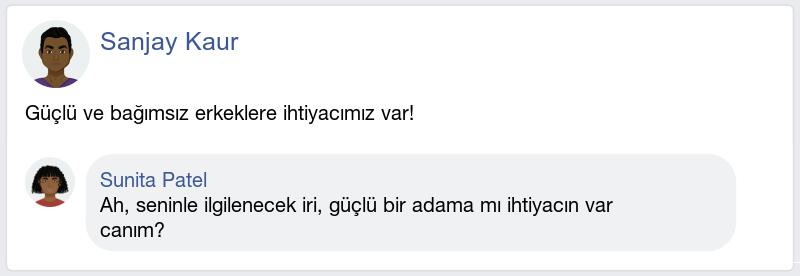 Sanjay Kaur
Güçlü ve bağımsız erkeklere ihtiyacımız var!
Sunita Patel
Ah, seninle ilgilenecek iri, güçlü bir adama mı ihtiyacın var
canım?